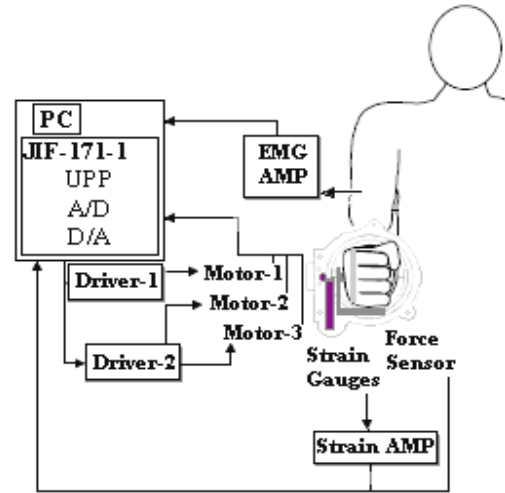 PC
JIF-171-1
UPP
A/D
D/A
EMG
AMP
Driver-1
Motor-1
Motor-2
Motor-3
Driver-2
Strain
Gauges
Force
Sensor
Strain AMP